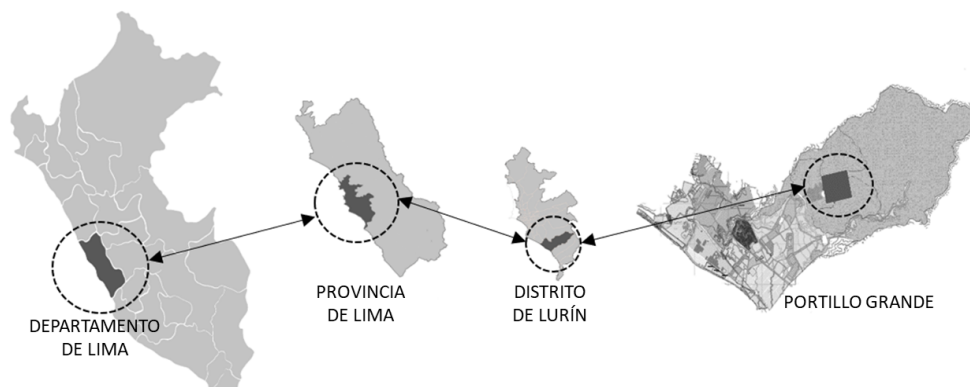 DEPARTAMENTO
DE LIMA
PROVINCIA
DE LIMA
DISTRITO
DE LURÍN
PORTILLO GRANDE